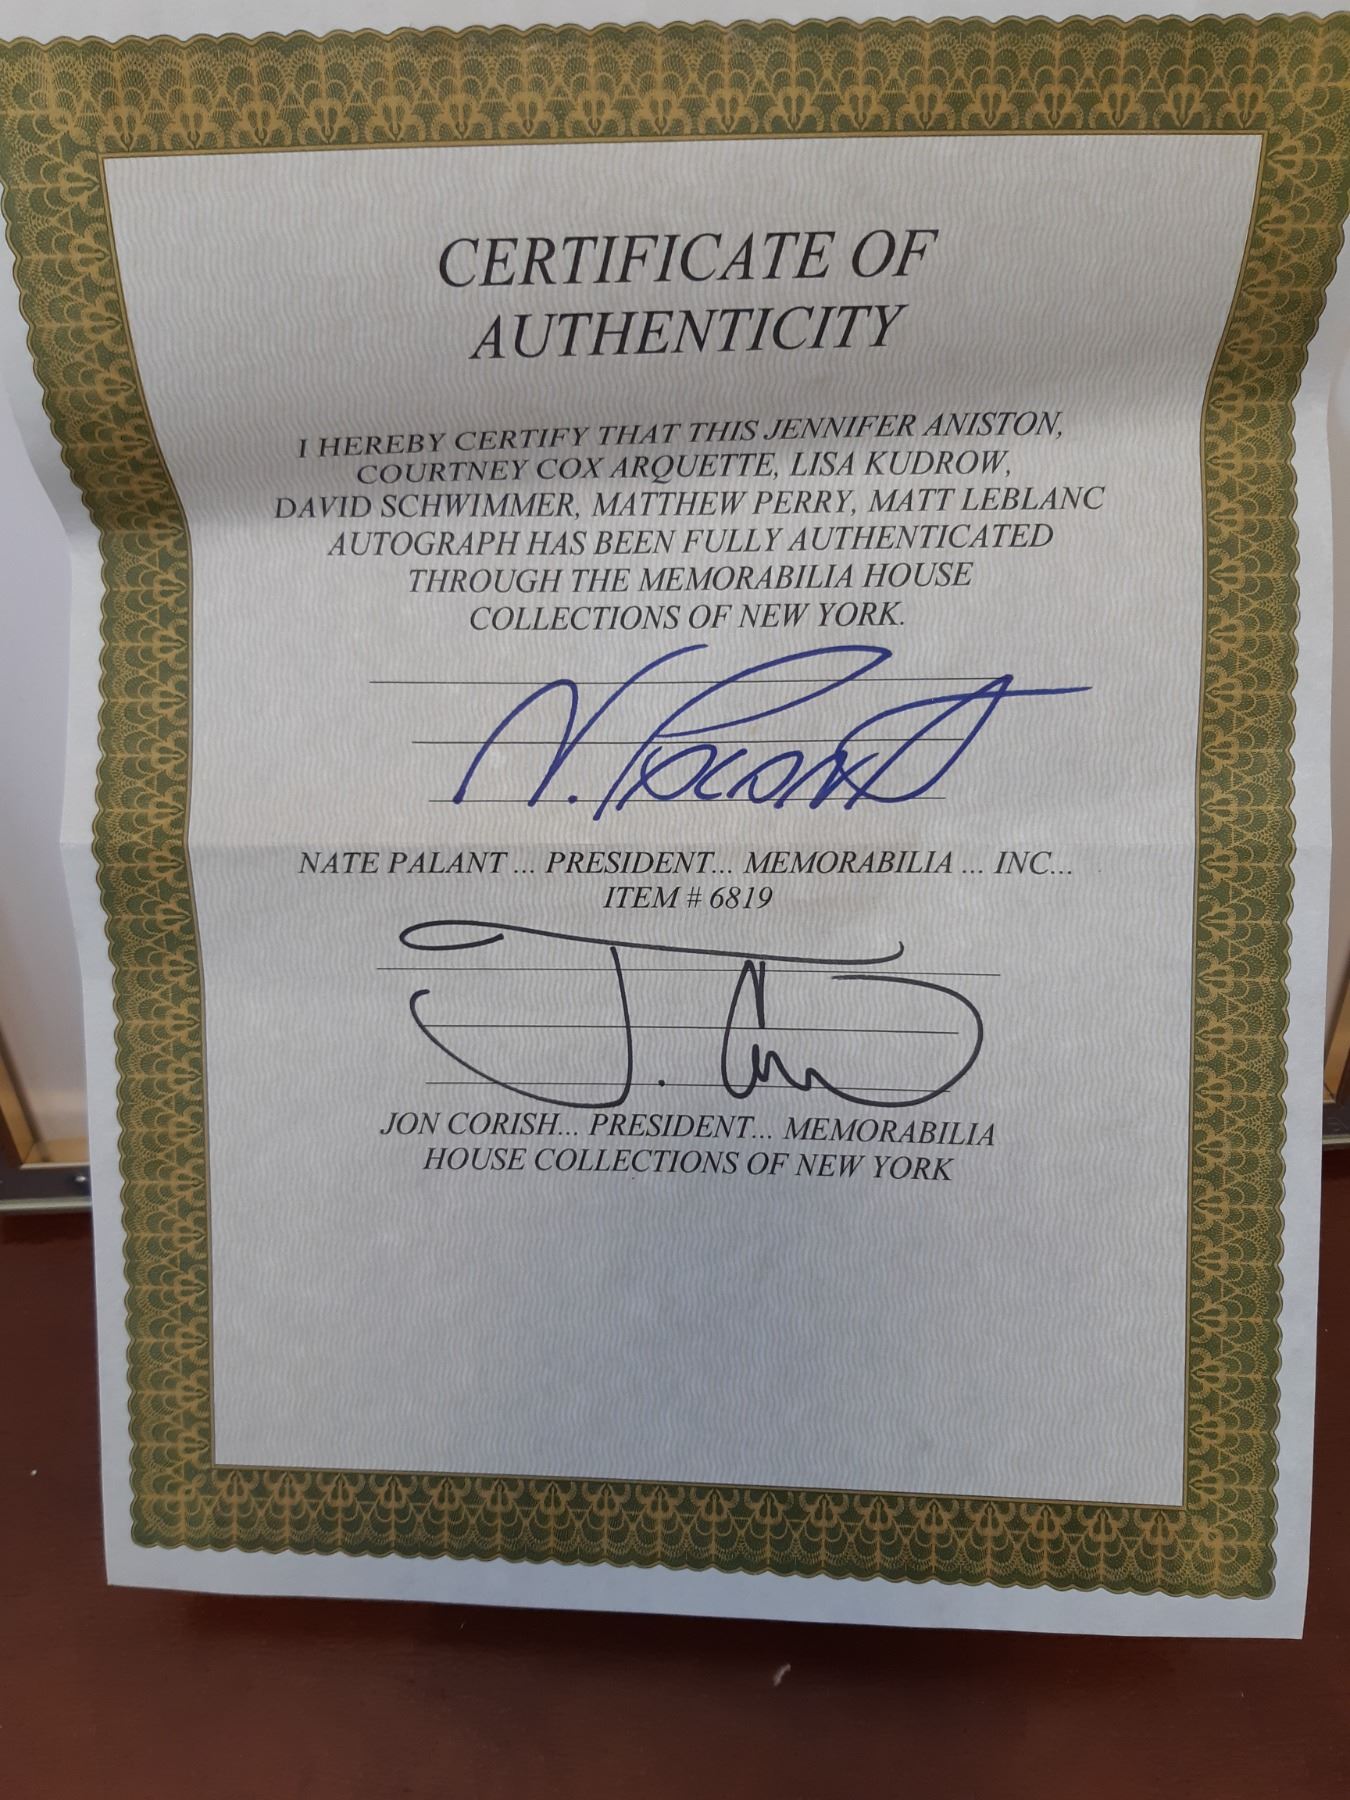 CERTIFICATE OF
AUTHENTICITY
I HEREBY CERTIFY THAT THIS JENNIFER ANISTON,
COURTNEY COX ARQUETTE, LISA KUDROW,
DAVID SCHWIMMER, MATTHEW PERRY, MATT LEBLANC
AUTOGRAPH HAS BEEN FULLY AUTHENTICATED
THROUGH THE MEMORABILIA HOUSE
COLLECTIONS OF NEW YORK.
NATE PALANT... PRESIDENT... MEMORABILIA... INC...
ITEM # 6819
JON CORISH... PRESIDENT... MEMORABILIA
HOUSE COLLECTIONS OF NEW YORK